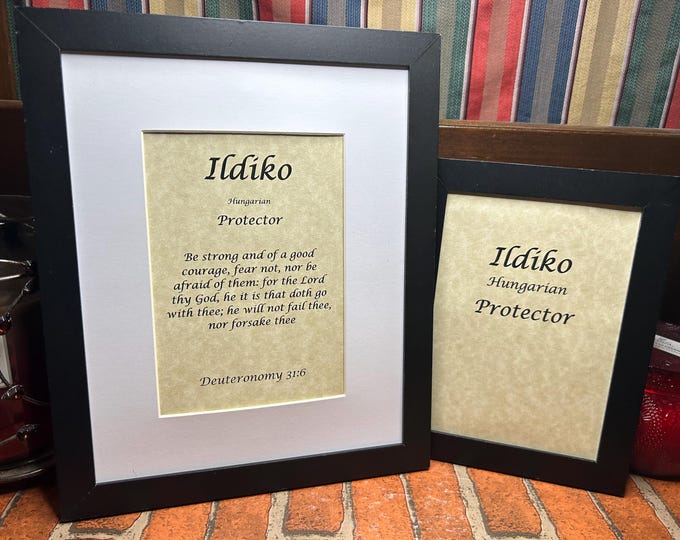 Ildiko
Hungarian
Protector
Be strong and of a good
courage, fear not, nor be
afraid of them: for the Lord
thy God, he it is that doth go
with thee; he will not fail thee,
nor forsake thee
Deuteronomy 31:6
Ildiko
Hungarian
Protector